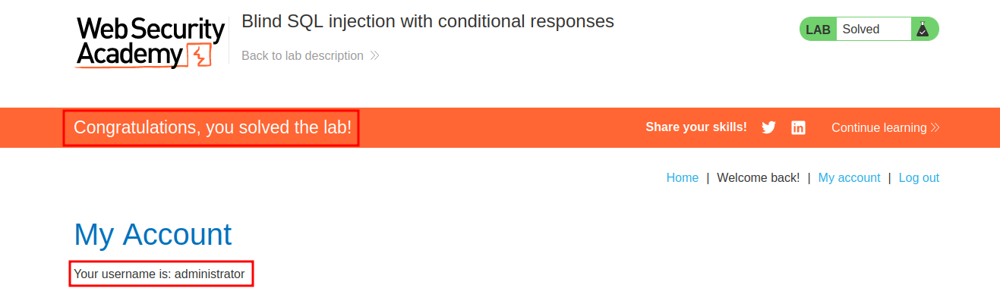 Web Security
Academy
Blind SQL injection with conditional responses
Back to lab description
LAB Solved
Congratulations, you solved the lab!
Share your skills!
Continue learning
Home | Welcome back! | My account | Log out
My Account
Your username is: administrator